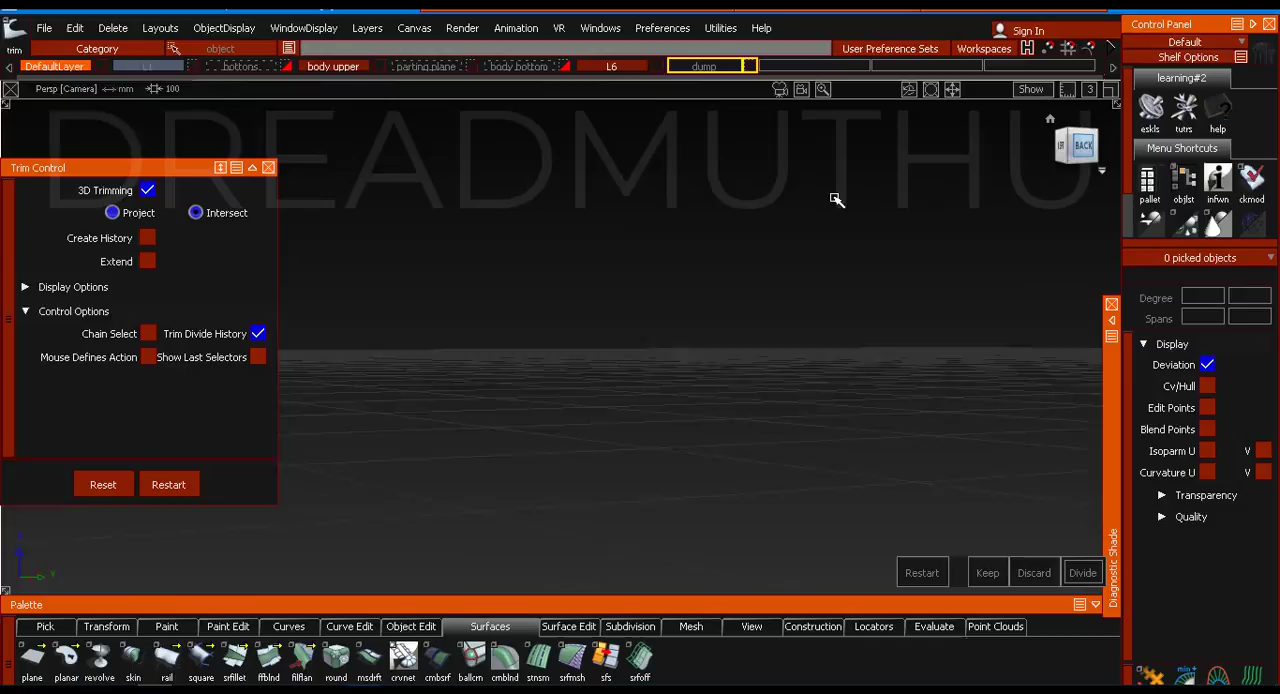 File Edit Delete Layouts ObjectDisplay WindowDisplay Layers Canvas Render Animation VR Windows Preferences Utilities Help Sign In
Control Panel
trim Category object User Preference Sets Workspaces
Default
DefaultLayer L1 bottons body upper parting plane body bottom L6 dump
Shelf Options
Persp [Camera] mm 100 Show 3
learning#2
DREADMUTHU
eskls tutrs help
BACK
Menu Shortcuts
Trim Control
3D Trimming
pallet objlst infwn ckmod
Project Intersect
Create History
Extend
0 picked objects
Display Options
Degree
Control Options
Spans
Chain Select Trim Divide History
Display
Mouse Defines Action Show Last Selectors
Deviation
Cv/Hull
Edit Points
Blend Points
Isoparm U V
Curvature U V
Reset Restart
Transparency
Quality
Diagnostic Shade
Restart Keep Discard Divide
Palette
Pick Transform Paint Paint Edit Curves Curve Edit Object Edit Surfaces Surface Edit Subdivision Mesh View Construction Locators Evaluate Point Clouds
plane planar revolve skin rail square srfillet ffblnd filflan round msdrft crvnet cmbsrf ballcrn crnblnd stnsrn srfmsh sfs srfoff